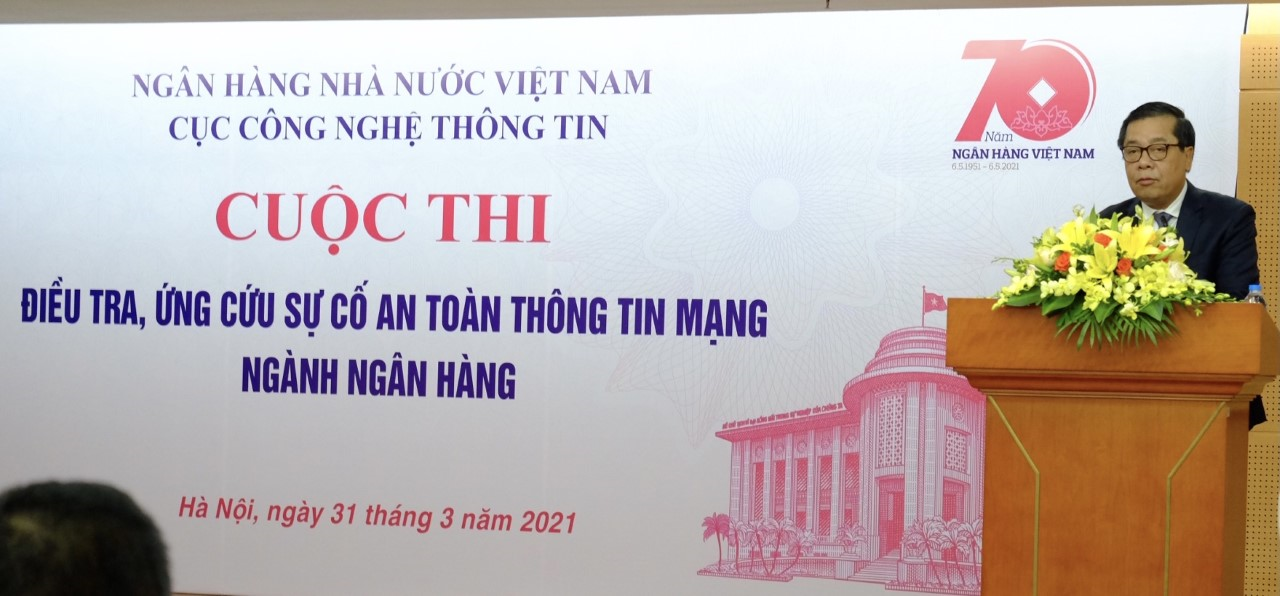 NGÂN HÀNG NHÀ NƯỚC VIỆT NAM
CỤC CÔNG NGHỆ THÔNG TIN
CUỘC THI
ĐIỀU TRA, ỨNG CỨU SỰ CỐ AN TOÀN THÔNG TIN MẠNG
NGÀNH NGÂN HÀNG
Hà Nội, ngày 31 tháng 3 năm 2021
70
Năm
NGÂN HÀNG VIỆT NAM
6.5.1951 – 6.5.2021